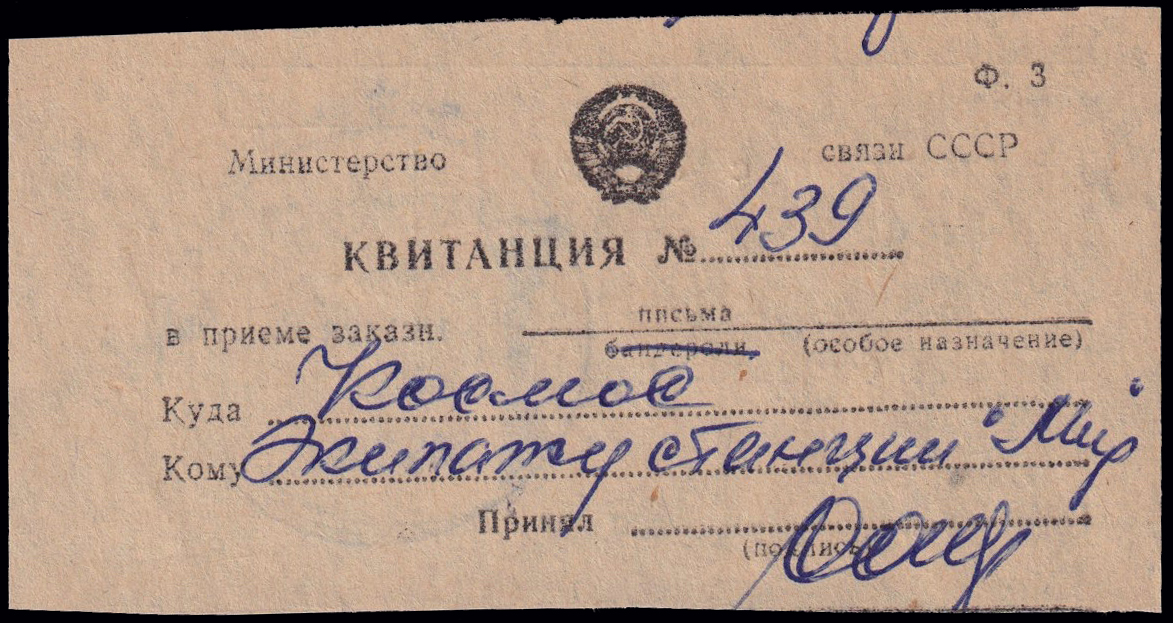 Ф. 3
Министерство связи СССР
КВИТАНЦИЯ № 439
в приеме заказн. письма
бандероли, (особое назначение)
Куда Космос
Кому Экипажу станции "Мир"
Принял
(подпись)